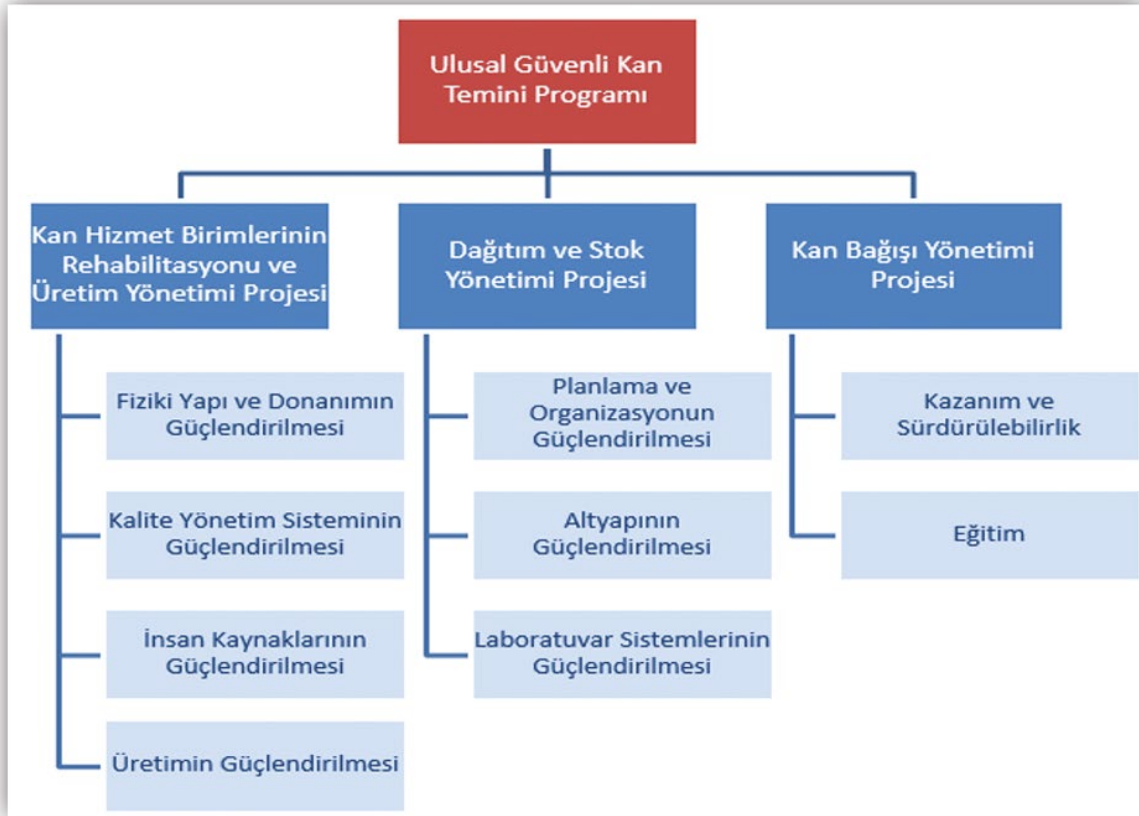 Ulusal Güvenli Kan
Temini Programı
Kan Hizmet Birimlerinin
Rehabilitasyonu ve
Üretim Yönetimi Projesi
Fiziki Yapı ve Donanımın
Güçlendirilmesi
Kalite Yönetim Sisteminin
Güçlendirilmesi
İnsan Kaynaklarının
Güçlendirilmesi
Üretimin Güçlendirilmesi
Dağıtım ve Stok
Yönetimi Projesi
Planlama ve
Organizasyonun
Güçlendirilmesi
Altyapının
Güçlendirilmesi
Laboratuvar Sistemlerinin
Güçlendirilmesi
Kan Bağışı Yönetimi
Projesi
Kazanım ve
Sürdürülebilirlik
Eğitim